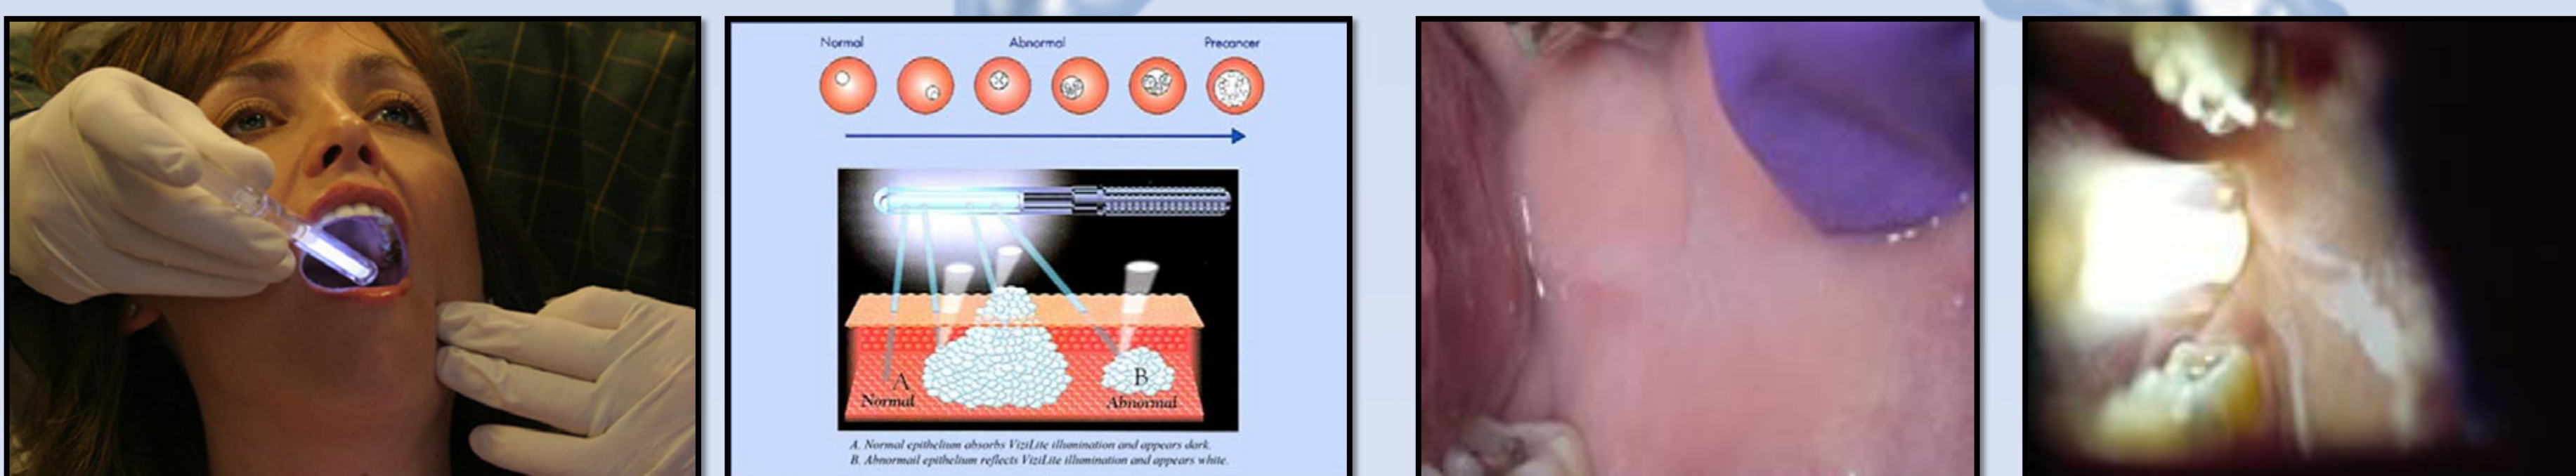 Normal Abnormal Precancer
A
B
Normal Abnormal
A. Normal epithelium absorbs ViziLite illumination and appears dark.
B. Abnormail epithelium reflects ViziLite illumination and appears white.